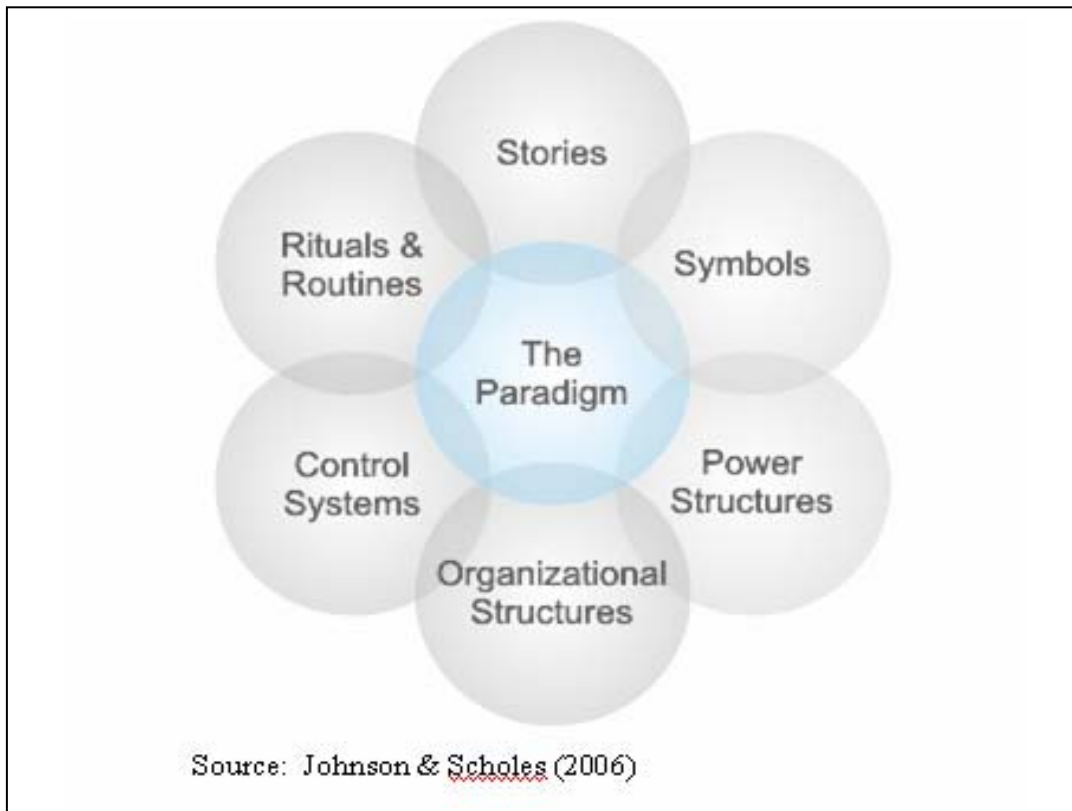 Stories
Rituals &
Routines
Symbols
The
Paradigm
Control
Systems
Power
Structures
Organizational
Structures
Source: Johnson & Scholes (2006)